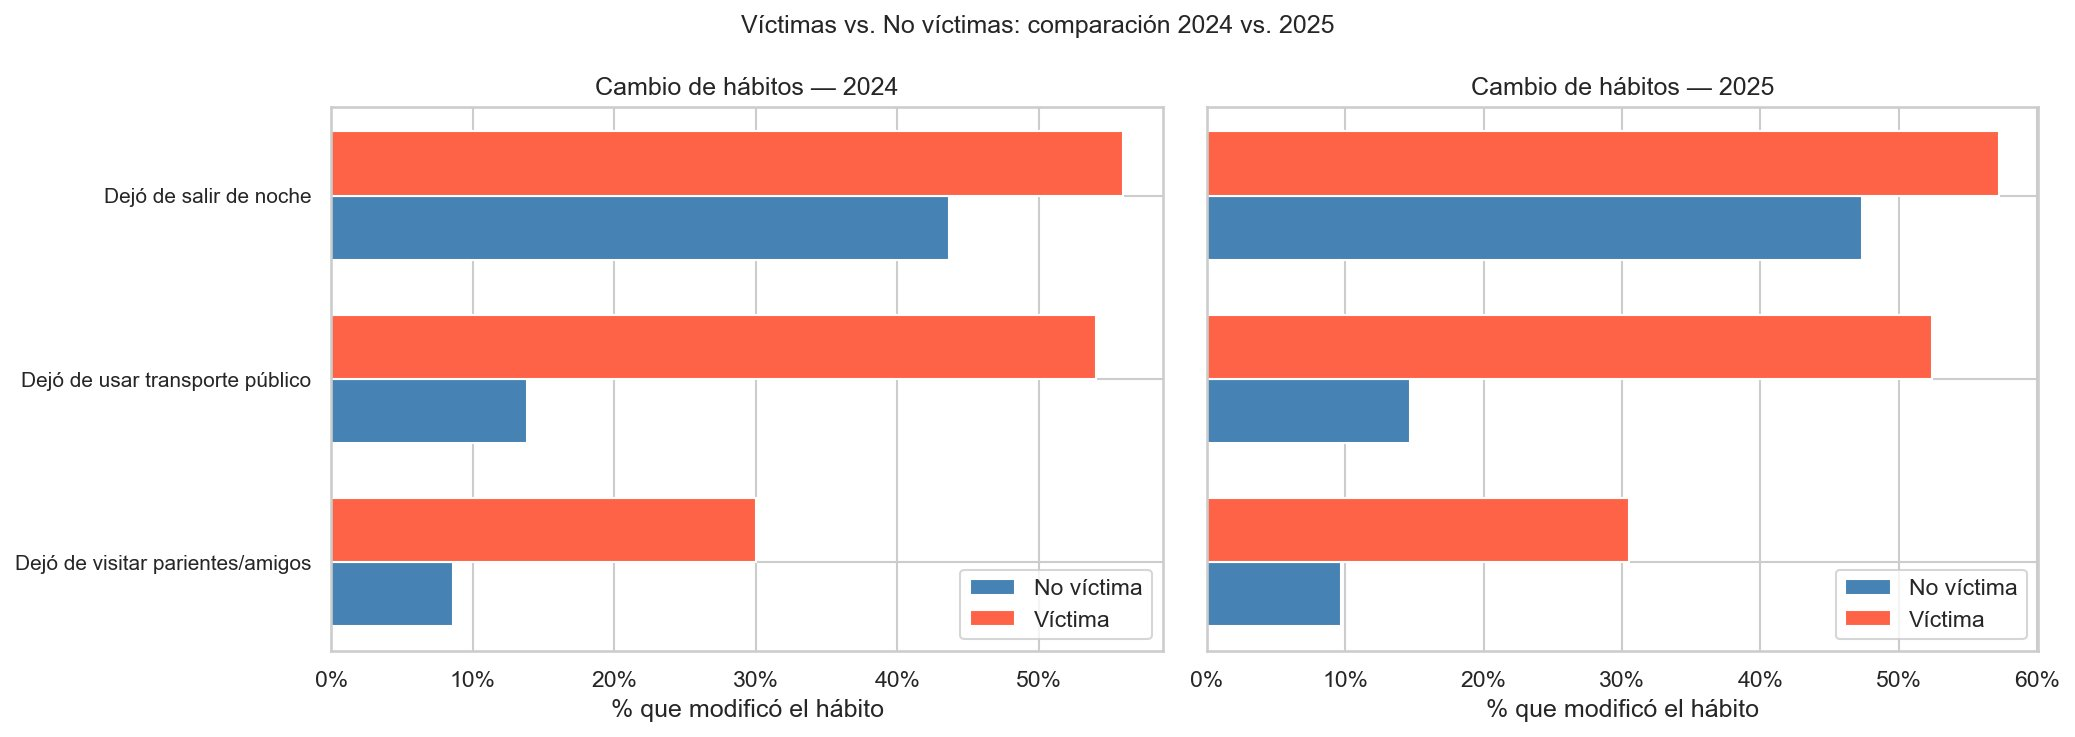 Víctimas vs. No víctimas: comparación 2024 vs. 2025
Cambio de hábitos — 2024
Dejó de salir de noche
Dejó de usar transporte público
Dejó de visitar parientes/amigos
No víctima
Víctima
0% 10% 20% 30% 40% 50%
% que modificó el hábito
Cambio de hábitos — 2025
No víctima
Víctima
0% 10% 20% 30% 40% 50% 60%
% que modificó el hábito